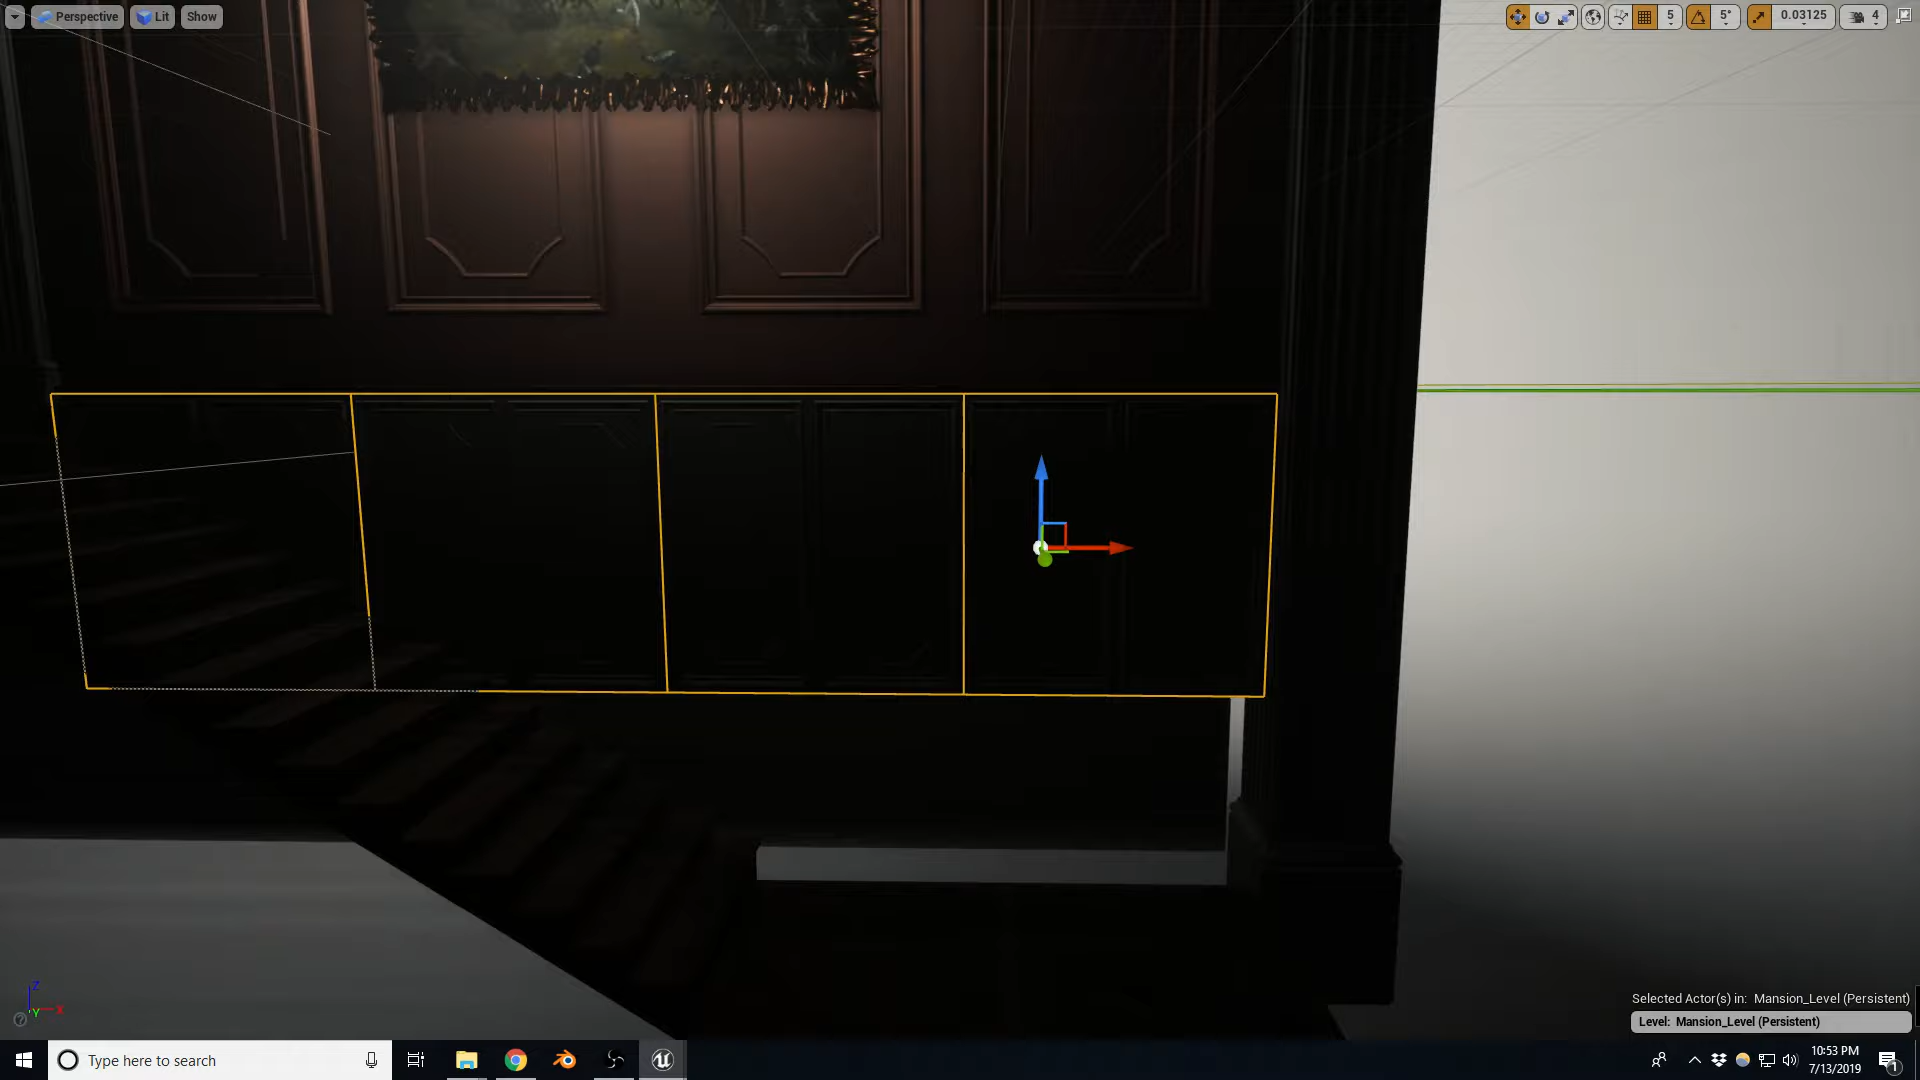 Perspective
Lit
Show
5
5°
0.03125
4
Z
Y
X
?
Selected Actor(s) in: Mansion_Level (Persistent)
Level: Mansion_Level (Persistent)
Type here to search
10:53 PM
7/13/2019
1